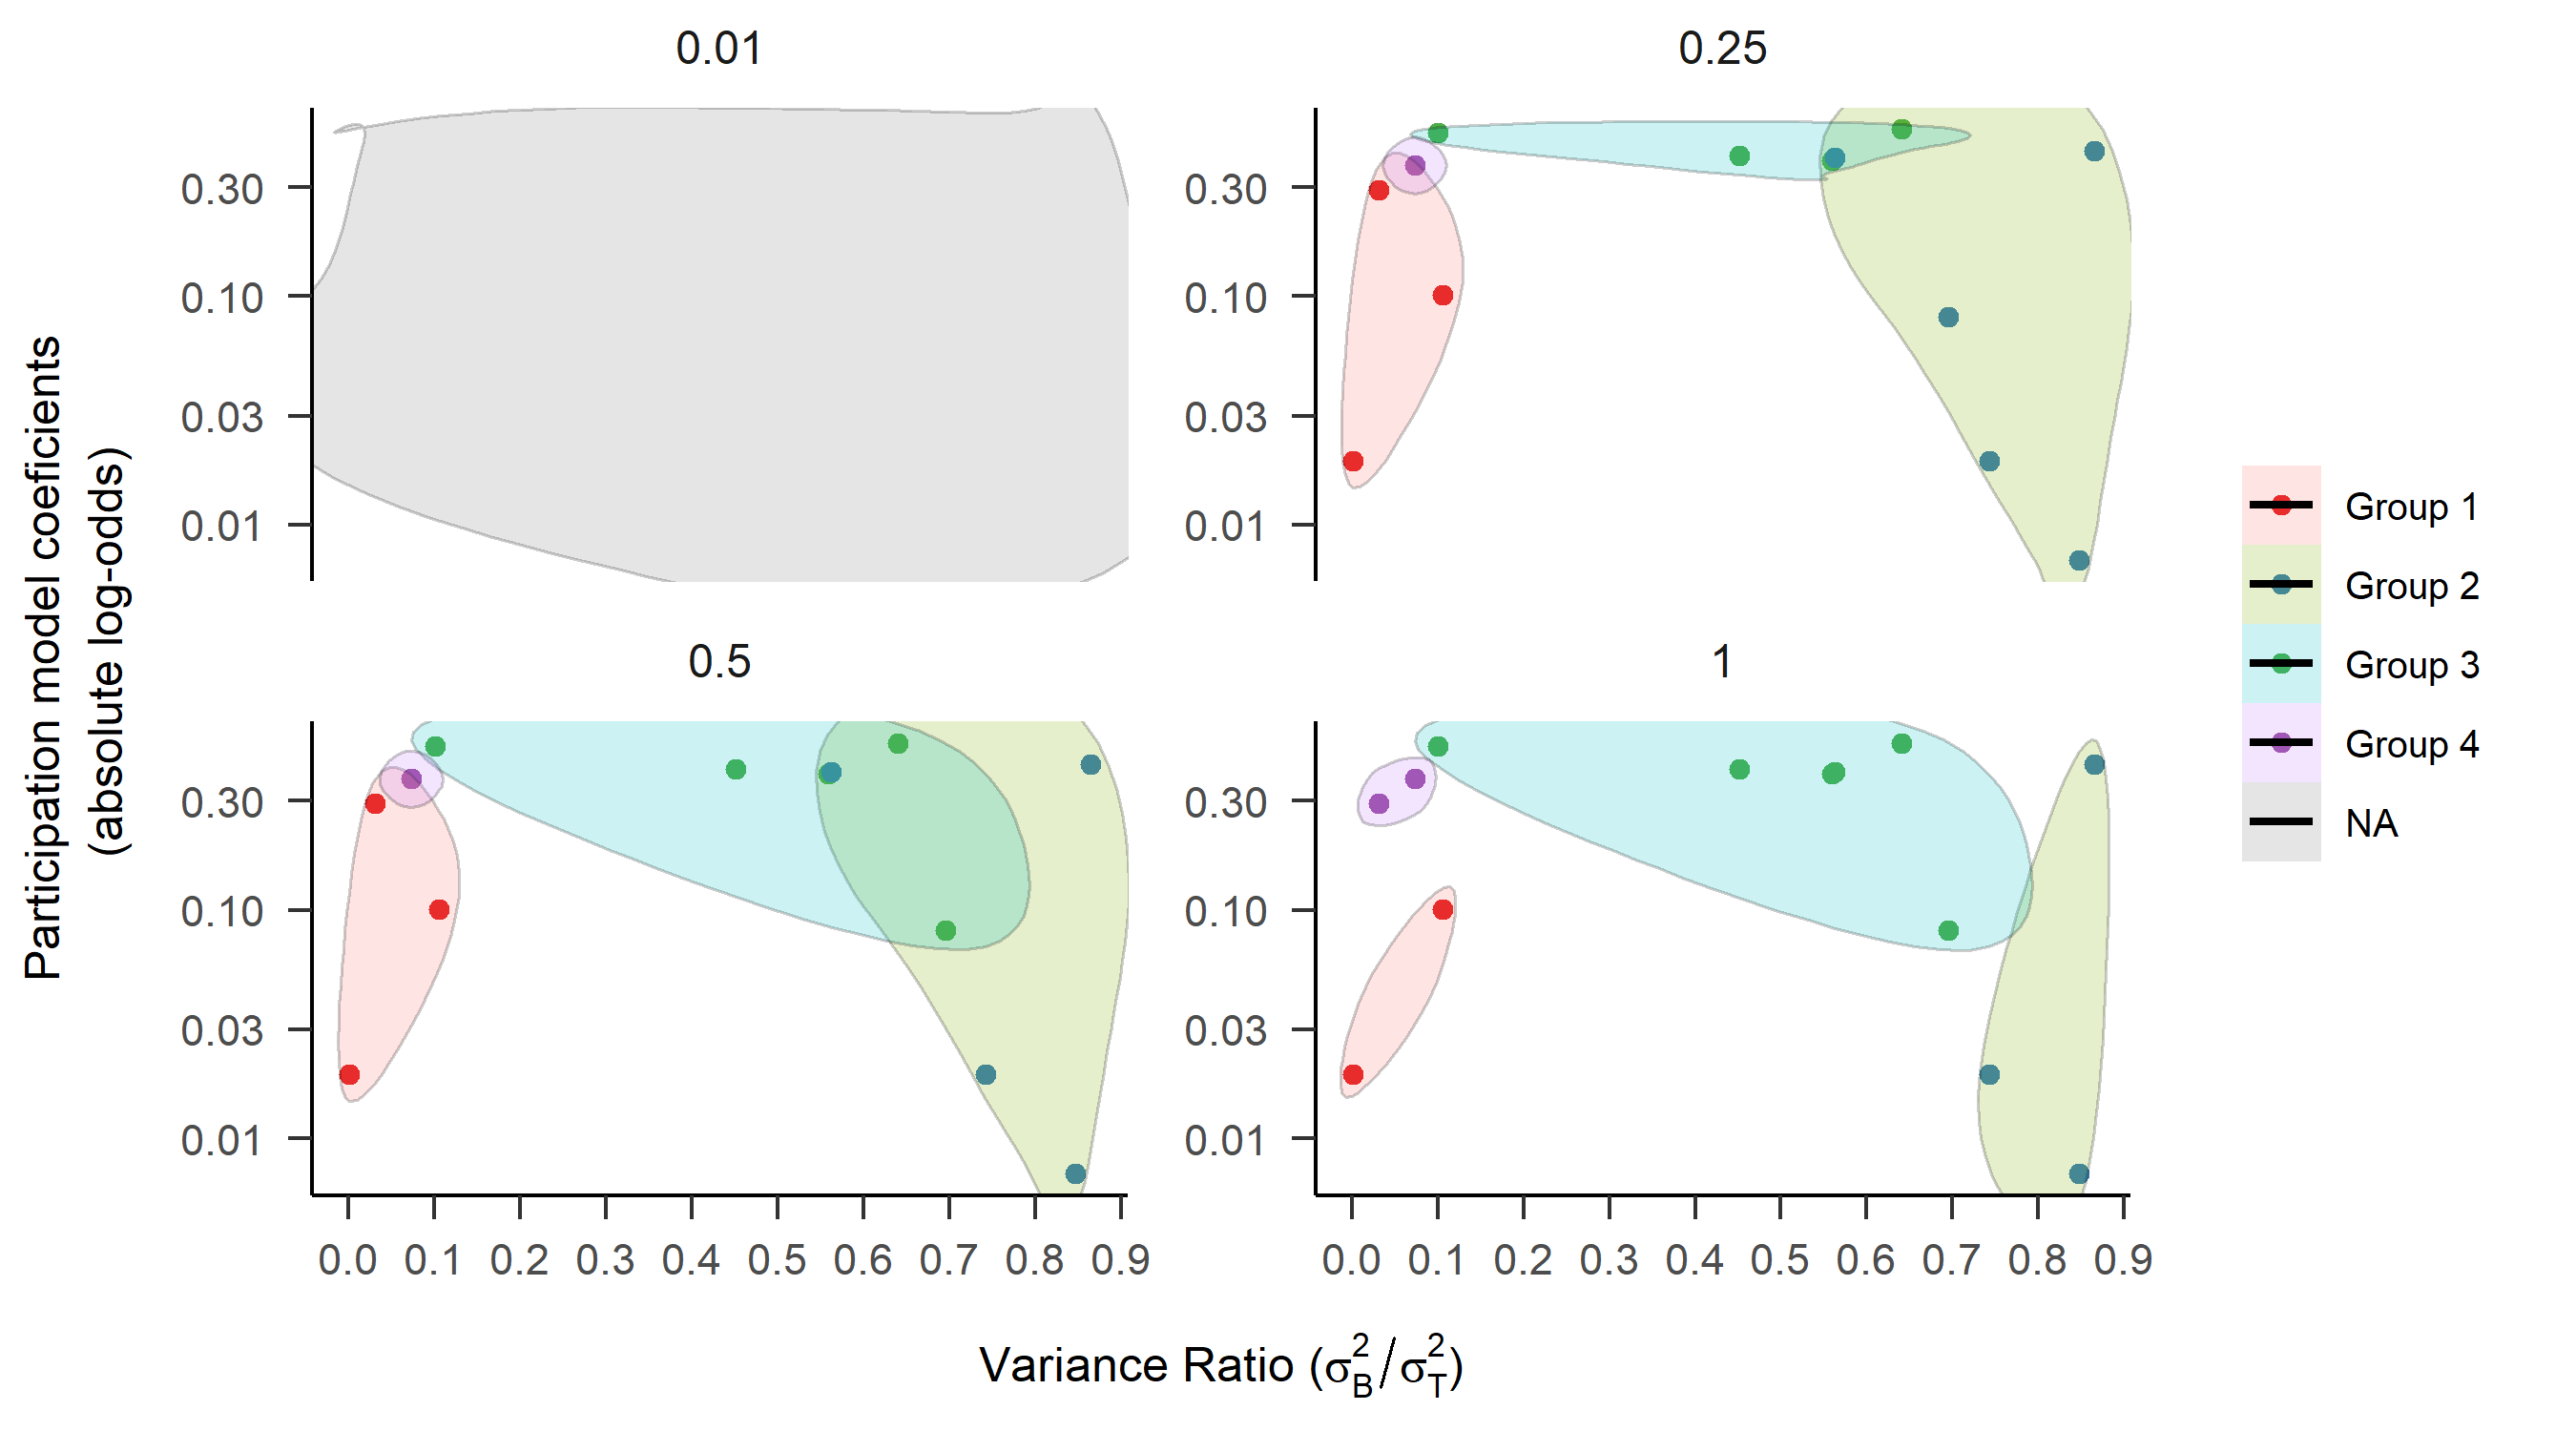 0.01
0.25
0.30
0.10
0.03
0.01
0.30
0.10
0.03
0.01
0.5
1
0.30
0.10
0.03
0.01
0.30
0.10
0.03
0.01
0.0 0.1 0.2 0.3 0.4 0.5 0.6 0.7 0.8 0.9
0.0 0.1 0.2 0.3 0.4 0.5 0.6 0.7 0.8 0.9
Participation model coeficients
(absolute log-odds)
Variance Ratio (σ²B/σ²T)
Group 1
Group 2
Group 3
Group 4
NA